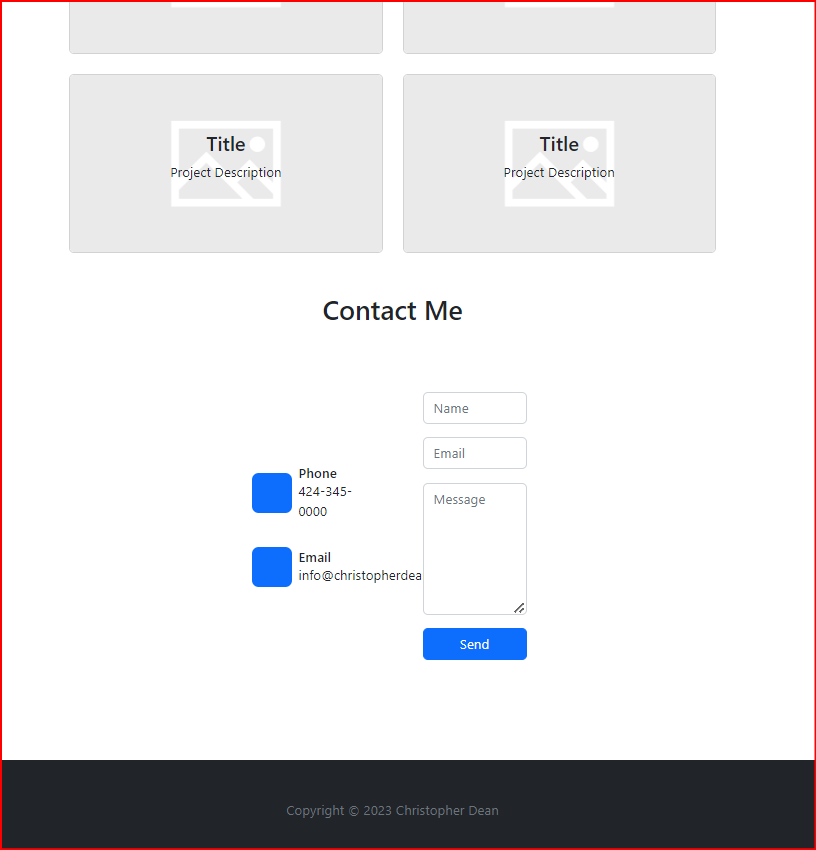 Title
Project Description
Title
Project Description
Contact Me
Phone
424-345-
0000
Email
info@christopherdea
Name
Email
Message
Send
Copyright © 2023 Christopher Dean